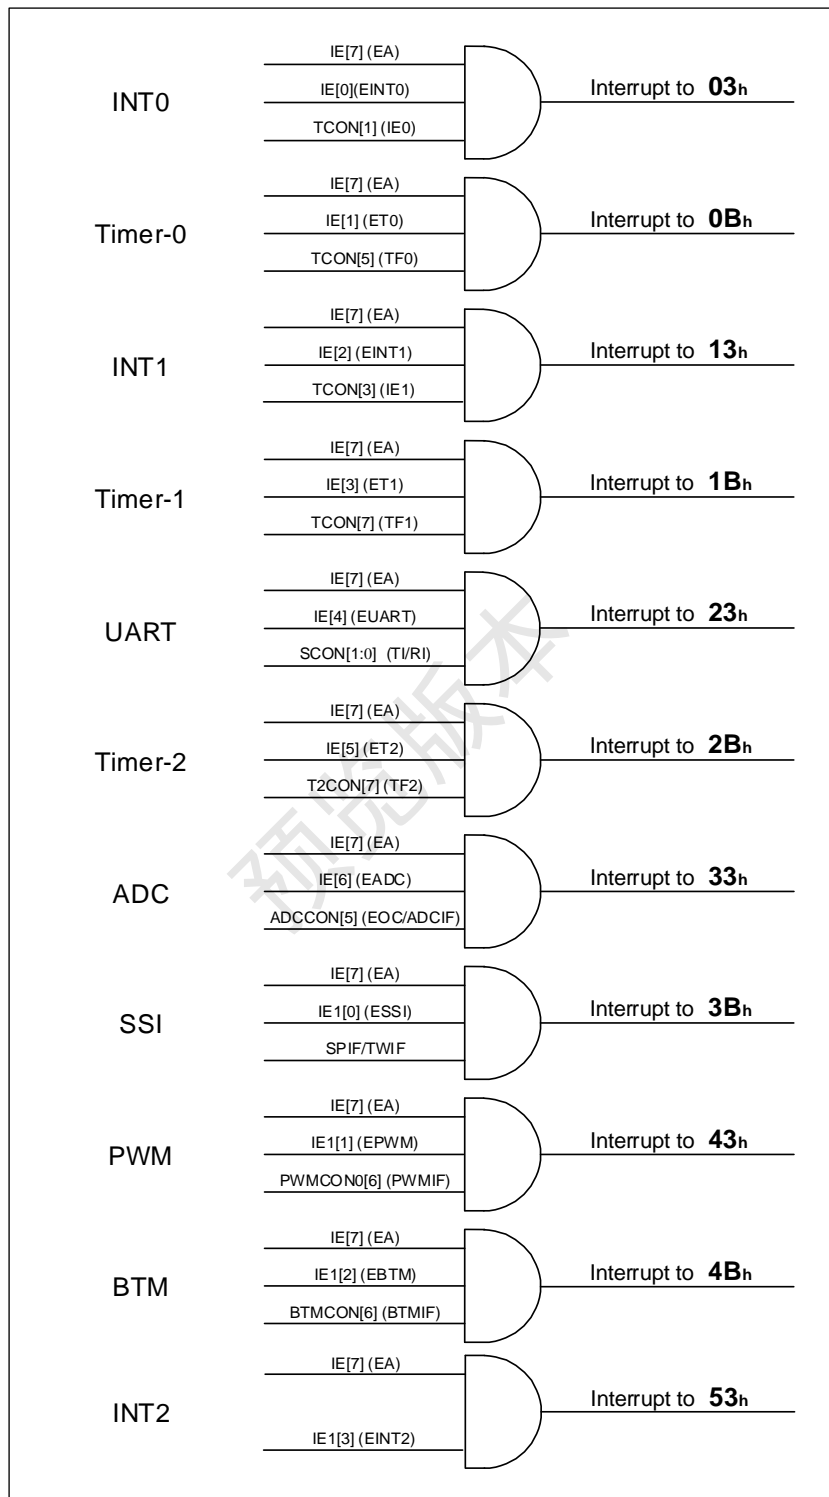 IE[7] (EA)
INT0 IE[0](EINT0) Interrupt to 03h
TCON[1] (IE0)
IE[7] (EA)
Timer-0 IE[1] (ET0) Interrupt to 0Bh
TCON[5] (TF0)
IE[7] (EA)
INT1 IE[2] (EINT1) Interrupt to 13h
TCON[3] (IE1)
IE[7] (EA)
Timer-1 IE[3] (ET1) Interrupt to 1Bh
TCON[7] (TF1)
IE[7] (EA)
UART IE[4] (EUART) Interrupt to 23h
SCON[1:0] (TI/RI)
IE[7] (EA)
Timer-2 IE[5] (ET2) Interrupt to 2Bh
T2CON[7] (TF2)
IE[7] (EA)
ADC IE[6] (EADC) Interrupt to 33h
ADCCON[5] (EOC/ADCIF)
IE[7] (EA)
SSI IE1[0] (ESSI) Interrupt to 3Bh
SPIF/TWIF
IE[7] (EA)
PWM IE1[1] (EPWM) Interrupt to 43h
PWMCON0[6] (PWMIF)
IE[7] (EA)
BTM IE1[2] (EBTM) Interrupt to 4Bh
BTMCON[6] (BTMIF)
IE[7] (EA)
INT2 Interrupt to 53h
IE1[3] (EINT2)
预览版本